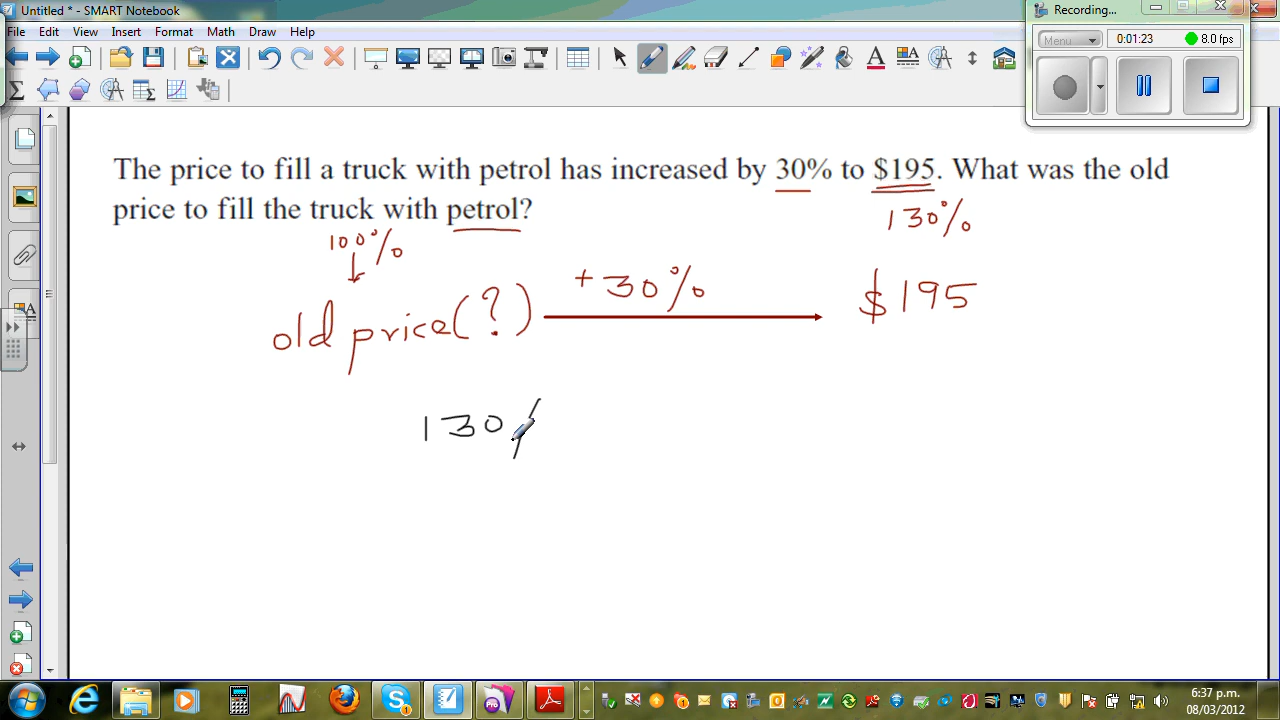 Untitled * - SMART Notebook
Recording...
File Edit View Insert Format Math Draw Help
Menu 0:01:23 8.0 fps
The price to fill a truck with petrol has increased by 30% to $195. What was the old
price to fill the truck with petrol?
130%
100%
+30%
$195
old price(?)
130/
6:37 p.m.
08/03/2012